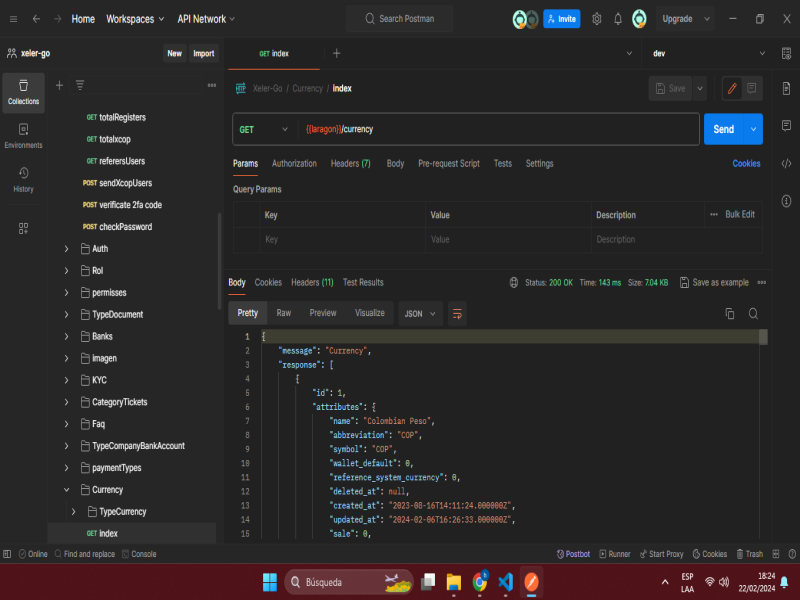 Home Workspaces API Network Search Postman Invite Upgrade
xeler-go New Import GET index dev
Collections
Environments
History
GET totalRegisters
GET totalxcop
GET referersUsers
POST sendXcopUsers
POST verificate 2fa code
POST checkPassword
Auth
Rol
permisses
TypeDocument
Banks
imagen
KYC
CategoryTickets
Faq
TypeCompanyBankAccount
paymentTypes
Currency
TypeCurrency
GET index
HTTP Xeler-Go / Currency / index Save
GET {{laragon}}/currency Send
Params Authorization Headers (7) Body Pre-request Script Tests Settings Cookies
Query Params
Key Value Description Bulk Edit
Key Value Description
Body Cookies Headers (11) Test Results Status: 200 OK Time: 143 ms Size: 7.04 KB Save as example
Pretty Raw Preview Visualize JSON
1 {
2 "message": "Currency",
3 "response": [
4 {
5 "id": 1,
6 "attributes": {
7 "name": "Colombian Peso",
8 "abbreviation": "COP",
9 "symbol": "COP",
10 "wallet_default": 0,
11 "reference_system_currency": 0,
12 "deleted_at": null,
13 "created_at": "2023-08-16T14:11:24.000000Z",
14 "updated_at": "2024-02-06T16:26:33.000000Z",
15 "sale": 0,
Online Find and replace Console Postbot Runner Start Proxy Cookies Trash
Búsqueda ESP
LAA 18:24
22/02/2024